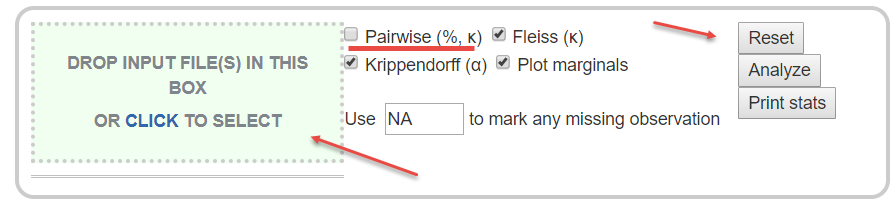 DROP INPUT FILE(S) IN THIS
BOX
OR CLICK TO SELECT
Pairwise (%, κ) Fleiss (κ)
Krippendorff (α) Plot marginals
Use NA to mark any missing observation
Reset
Analyze
Print stats